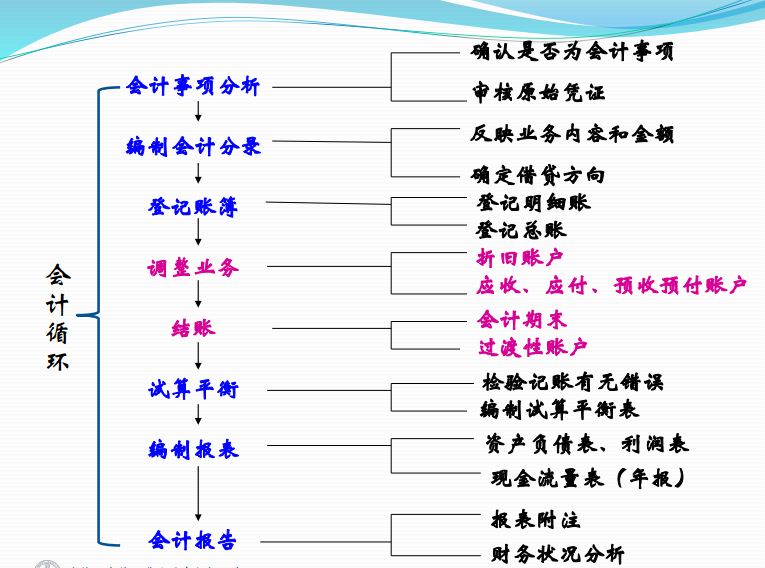 确认是否为会计事项
会计事项分析
审核原始凭证
反映业务内容和金额
编制会计分录
确定借贷方向
登记明细账
登记账簿
登记总账
折旧账户
调整业务
应收、应付、预收预付账户
会计循环
会计期末
结账
过渡性账户
检验记账有无错误
试算平衡
编制试算平衡表
资产负债表、利润表
编制报表
现金流量表（年报）
报表附注
会计报告
财务状况分析